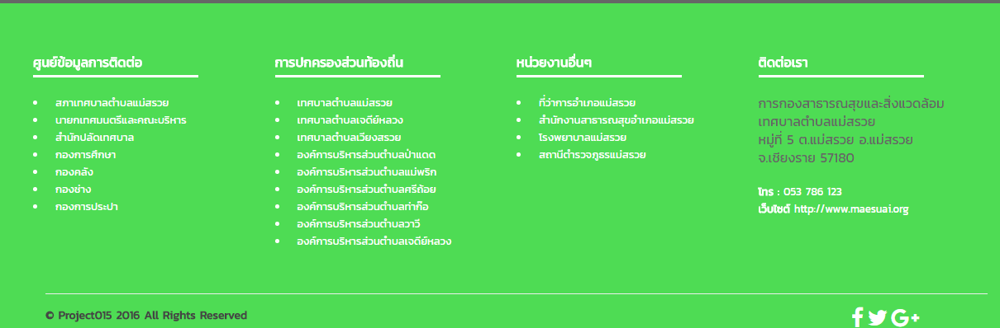 ศูนย์ข้อมูลการติดต่อ
สภาเทศบาลตำบลแม่สรวย
นายกเทศมนตรีและคณะบริหาร
สำนักปลัดเทศบาล
กองการศึกษา
กองคลัง
กองช่าง
กองการประปา
การปกครองส่วนท้องถิ่น
เทศบาลตำบลแม่สรวย
เทศบาลตำบลเจดีย์หลวง
เทศบาลตำบลเวียงสรวย
องค์การบริหารส่วนตำบลป่าแดด
องค์การบริหารส่วนตำบลแม่พริก
องค์การบริหารส่วนตำบลศรีถ้อย
องค์การบริหารส่วนตำบลท่าก๊อ
องค์การบริหารส่วนตำบลวาวี
องค์การบริหารส่วนตำบลเจดีย์หลวง
หน่วยงานอื่นๆ
ที่ว่าการอำเภอแม่สรวย
สำนักงานสาธารณสุขอำเภอแม่สรวย
โรงพยาบาลแม่สรวย
สถานีตำรวจภูธรแม่สรวย
ติดต่อเรา
การกองสาธารณสุขและสิ่งแวดล้อม
เทศบาลตำบลแม่สรวย
หมู่ที่ 5 ต.แม่สรวย อ.แม่สรวย
จ.เชียงราย 57180
โทร : 053 786 123
เว็บไซต์ http://www.maesuai.org
© Project015 2016 All Rights Reserved